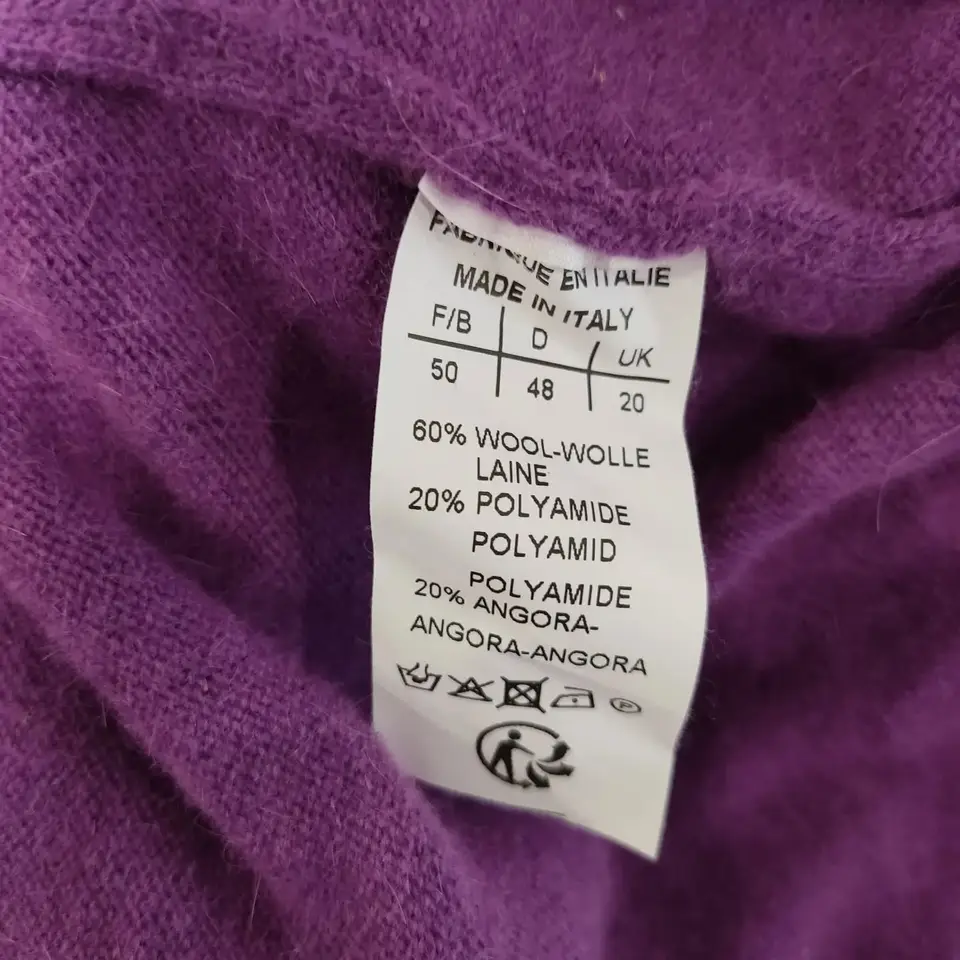 FABRIQUE EN ITALIE
MADE IN ITALY
F/B D UK
50 48 20
60% WOOL-WOLLE
LAINE
20% POLYAMIDE
POLYAMID
POLYAMIDE
20% ANGORA-
ANGORA-ANGORA
P